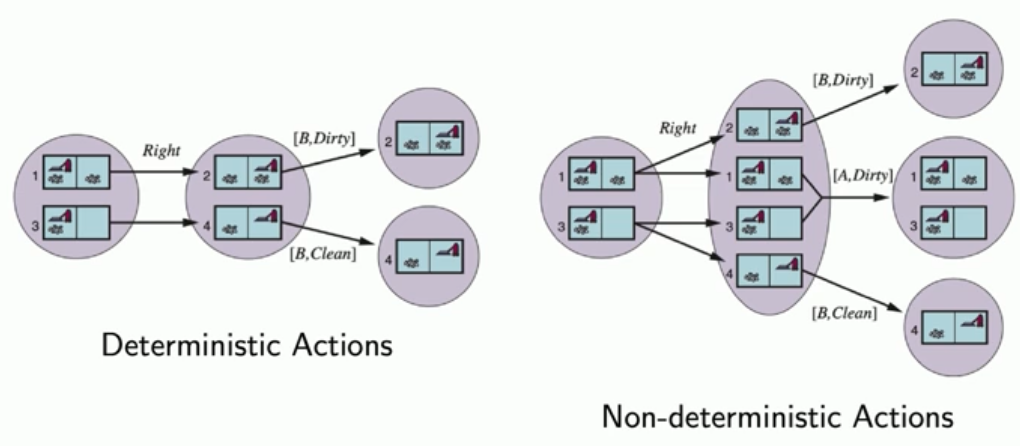 1
3
Right
2
4
[B,Dirty]
[B,Clean]
2
4
Deterministic Actions
1
3
Right
2
1
3
4
[B,Dirty]
[A,Dirty]
[B,Clean]
2
1
3
4
Non-deterministic Actions